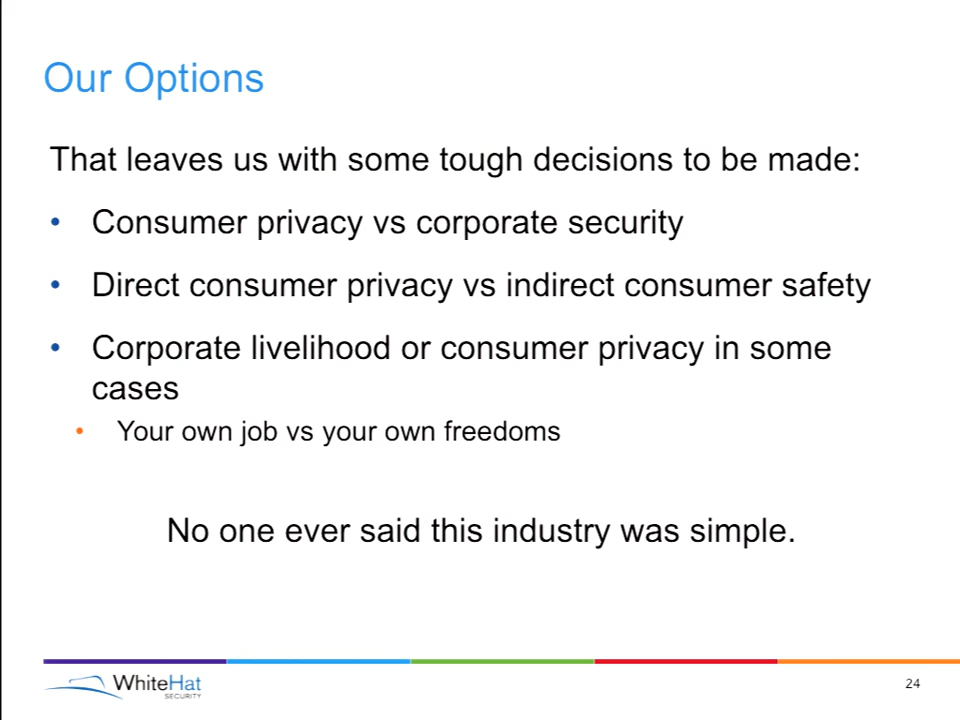 Our Options
That leaves us with some tough decisions to be made:
• Consumer privacy vs corporate security
• Direct consumer privacy vs indirect consumer safety
• Corporate livelihood or consumer privacy in some
cases
• Your own job vs your own freedoms
No one ever said this industry was simple.
WhiteHat
SECURITY
24